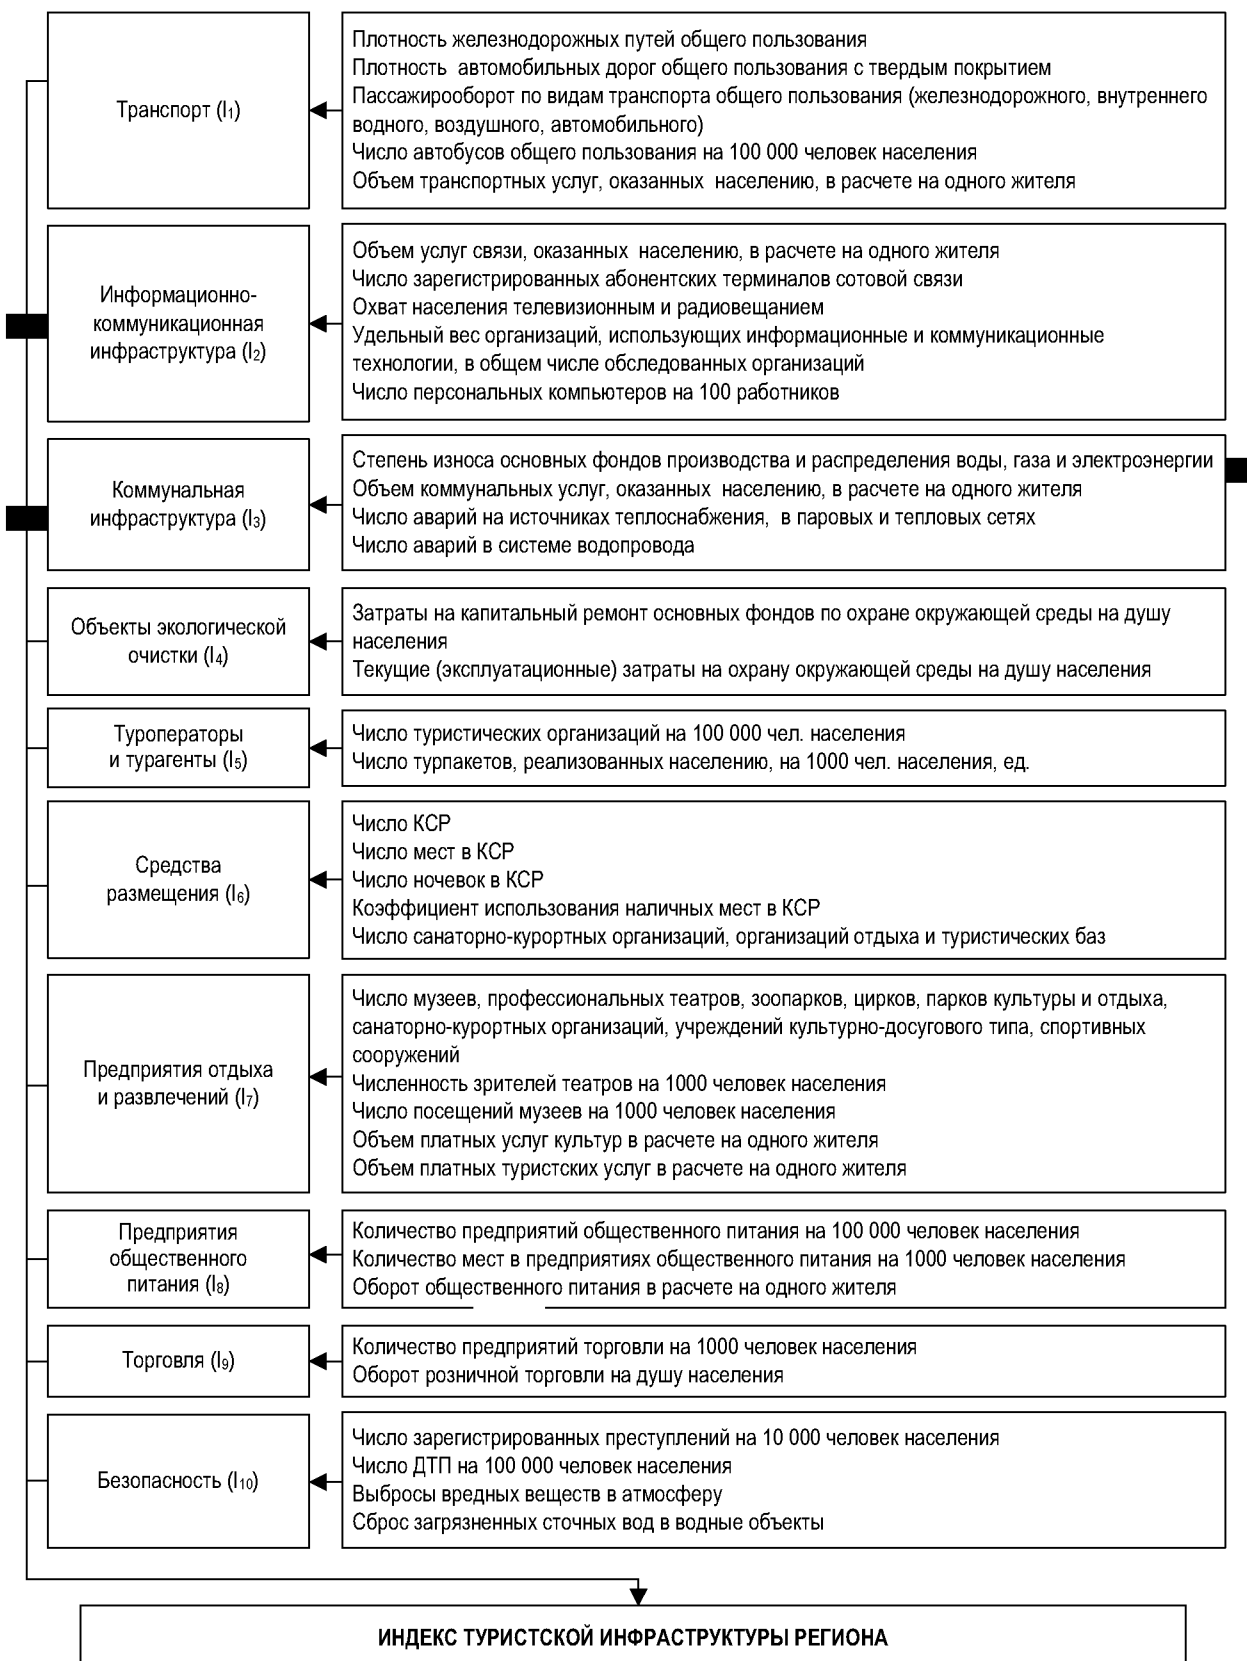 Транспорт (I₁)
Плотность железнодорожных путей общего пользования
Плотность автомобильных дорог общего пользования с твердым покрытием
Пассажирооборот по видам транспорта общего пользования (железнодорожного, внутреннего
водного, воздушного, автомобильного)
Число автобусов общего пользования на 100 000 человек населения
Объем транспортных услуг, оказанных населению, в расчете на одного жителя
Информационно-
коммуникационная
инфраструктура (I₂)
Объем услуг связи, оказанных населению, в расчете на одного жителя
Число зарегистрированных абонентских терминалов сотовой связи
Охват населения телевизионным и радиовещанием
Удельный вес организаций, использующих информационные и коммуникационные
технологии, в общем числе обследованных организаций
Число персональных компьютеров на 100 работников
Коммунальная
инфраструктура (I₃)
Степень износа основных фондов производства и распределения воды, газа и электроэнергии
Объем коммунальных услуг, оказанных населению, в расчете на одного жителя
Число аварий на источниках теплоснабжения, в паровых и тепловых сетях
Число аварий в системе водопровода
Объекты экологической
очистки (I₄)
Затраты на капитальный ремонт основных фондов по охране окружающей среды на душу
населения
Текущие (эксплуатационные) затраты на охрану окружающей среды на душу населения
Туроператоры
и турагенты (I₅)
Число туристических организаций на 100 000 чел. населения
Число турпакетов, реализованных населению, на 1000 чел. населения, ед.
Средства
размещения (I₆)
Число КСР
Число мест в КСР
Число ночевок в КСР
Коэффициент использования наличных мест в КСР
Число санаторно-курортных организаций, организаций отдыха и туристических баз
Предприятия отдыха
и развлечений (I₇)
Число музеев, профессиональных театров, зоопарков, цирков, парков культуры и отдыха,
санаторно-курортных организаций, учреждений культурно-досугового типа, спортивных
сооружений
Численность зрителей театров на 1000 человек населения
Число посещений музеев на 1000 человек населения
Объем платных услуг культур в расчете на одного жителя
Объем платных туристских услуг в расчете на одного жителя
Предприятия
общественного
питания (I₈)
Количество предприятий общественного питания на 100 000 человек населения
Количество мест в предприятиях общественного питания на 1000 человек населения
Оборот общественного питания в расчете на одного жителя
Торговля (I₉)
Количество предприятий торговли на 1000 человек населения
Оборот розничной торговли на душу населения
Безопасность (I₁₀)
Число зарегистрированных преступлений на 10 000 человек населения
Число ДТП на 100 000 человек населения
Выбросы вредных веществ в атмосферу
Сброс загрязненных сточных вод в водные объекты
ИНДЕКС ТУРИСТСКОЙ ИНФРАСТРУКТУРЫ РЕГИОНА